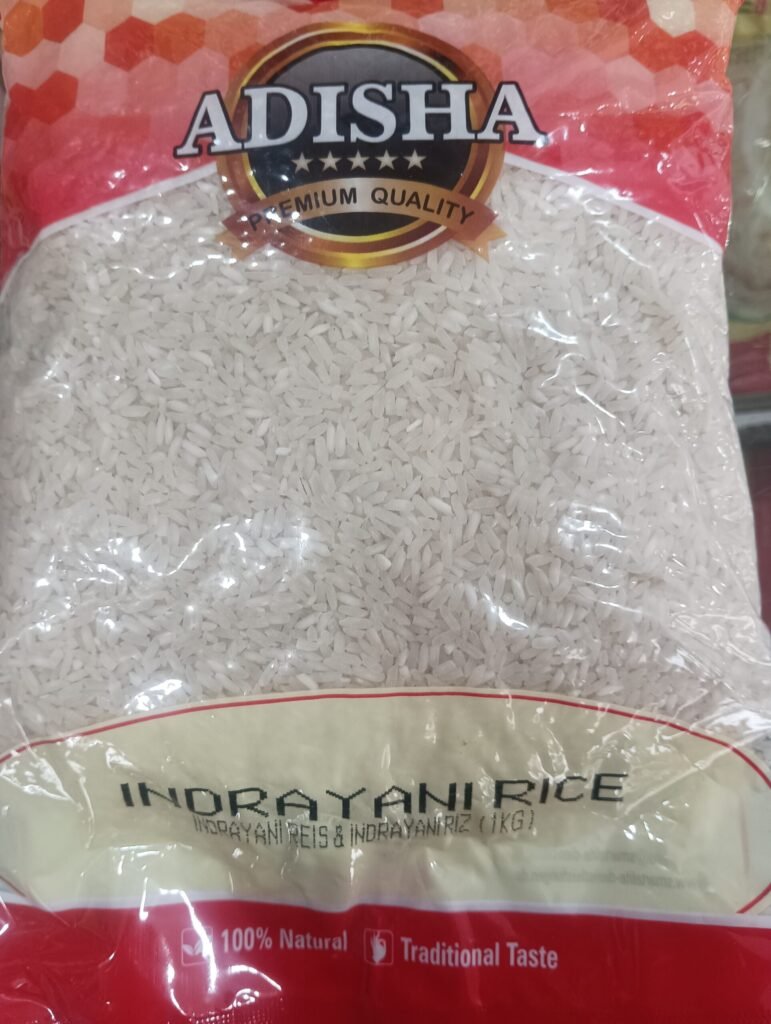 ADISHA
PREMIUM QUALITY
INDRAYANI RICE
INDRAYANI REIS & INDRAYANI RIZ (1KG)
100% Natural
Traditional Taste